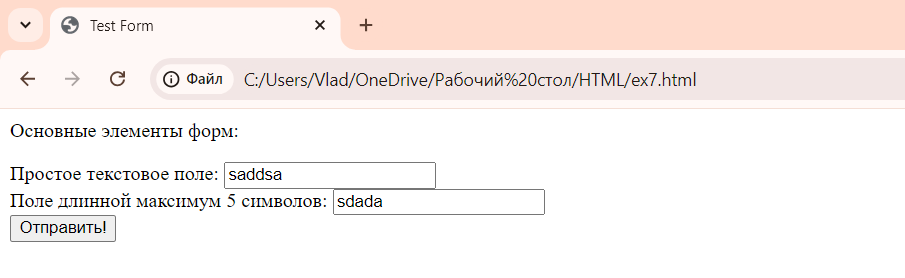 Test Form
Файл C:/Users/Vlad/OneDrive/Рабочий%20стол/HTML/ex7.html
Основные элементы форм:
Простое текстовое поле: saddsa
Поле длинной максимум 5 символов: sdada
Отправить!